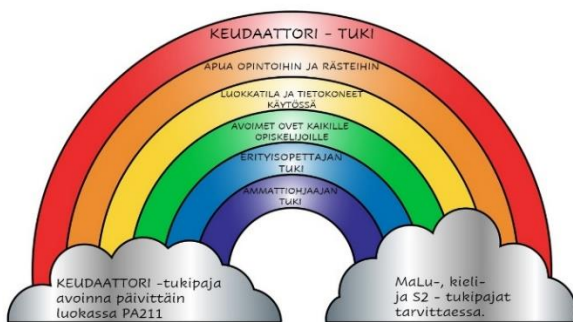 KEUDAATTORI - TUKI
APUA OPINTOIHIN JA RÄSTEIHIN
LUOKKATILA JA TIETOKONEET
KÄYTÖSSÄ
AVOIMET OVET KAIKILLE
OPISKELIJOILLE
ERITYISOPETTAJAN
TUKI
AMMATTIOHJAAJAN
TUKI
KEUDAATTORI -tukipaja
avoinna päivittäin
luokassa PA211
MaLu-, kieli-
ja S2 - tukipajat
tarvittaessa.